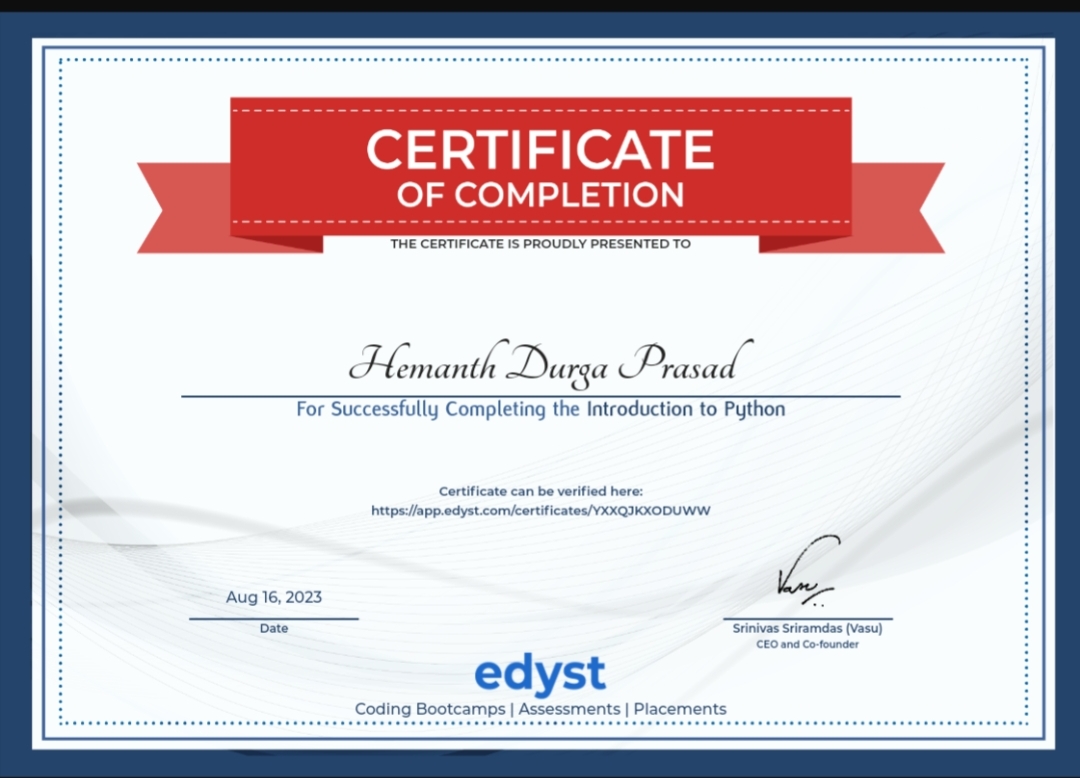 CERTIFICATE
OF COMPLETION
THE CERTIFICATE IS PROUDLY PRESENTED TO
Hemanth Durga Prasad
For Successfully Completing the Introduction to Python
Certificate can be verified here:
https://app.edyst.com/certificates/YXXQJKXODUWW
Aug 16, 2023
Date
Vasu
Srinivas Sriramdas (Vasu)
CEO and Co-founder
edyst
Coding Bootcamps | Assessments | Placements